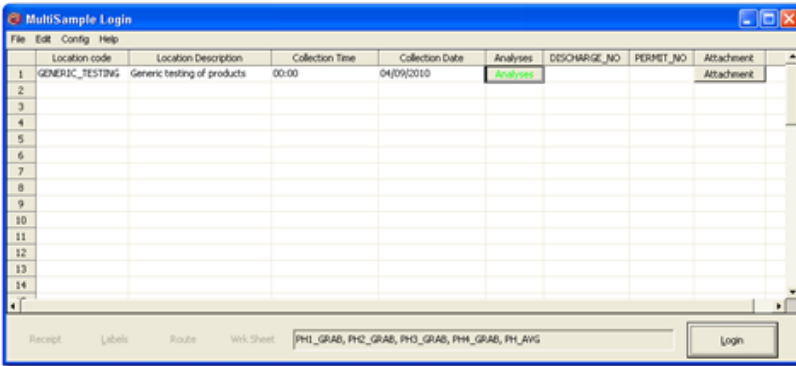 MultiSample Login
File Edit Config Help
Location code Location Description Collection Time Collection Date Analyses DISCHARGE_NO PERMIT_NO Attachment
1 GENERIC_TESTING Generic testing of products 00:00 04/09/2010 Analyses Attachment
2
3
4
5
6
7
8
9
10
11
12
13
14
Receipt Labels Route Wrk Sheet PH1_GRAB, PH2_GRAB, PH3_GRAB, PH4_GRAB, PH_AVG Login